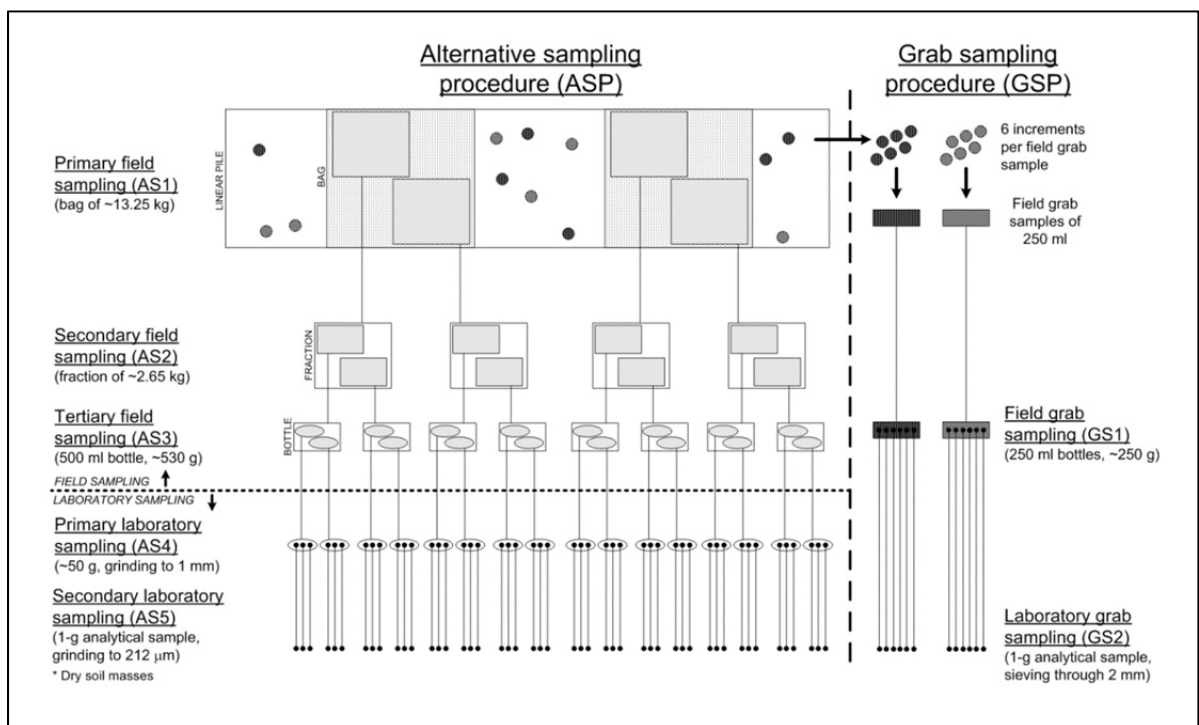 Alternative sampling
procedure (ASP)
Grab sampling
procedure (GSP)
Primary field
sampling (AS1)
(bag of ~13.25 kg)
LINEAR PILE
BAG
6 increments
per field grab
sample
Field grab
samples of
250 ml
Secondary field
sampling (AS2)
(fraction of ~2.65 kg)
FRACTION
Tertiary field
sampling (AS3)
(500 ml bottle, ~530 g)
BOTTLE
Field grab
sampling (GS1)
(250 ml bottles, ~250 g)
FIELD SAMPLING
LABORATORY SAMPLING
Primary laboratory
sampling (AS4)
(~50 g, grinding to 1 mm)
Secondary laboratory
sampling (AS5)
(1-g analytical sample,
grinding to 212 μm)
* Dry soil masses
Laboratory grab
sampling (GS2)
(1-g analytical sample,
sieving through 2 mm)